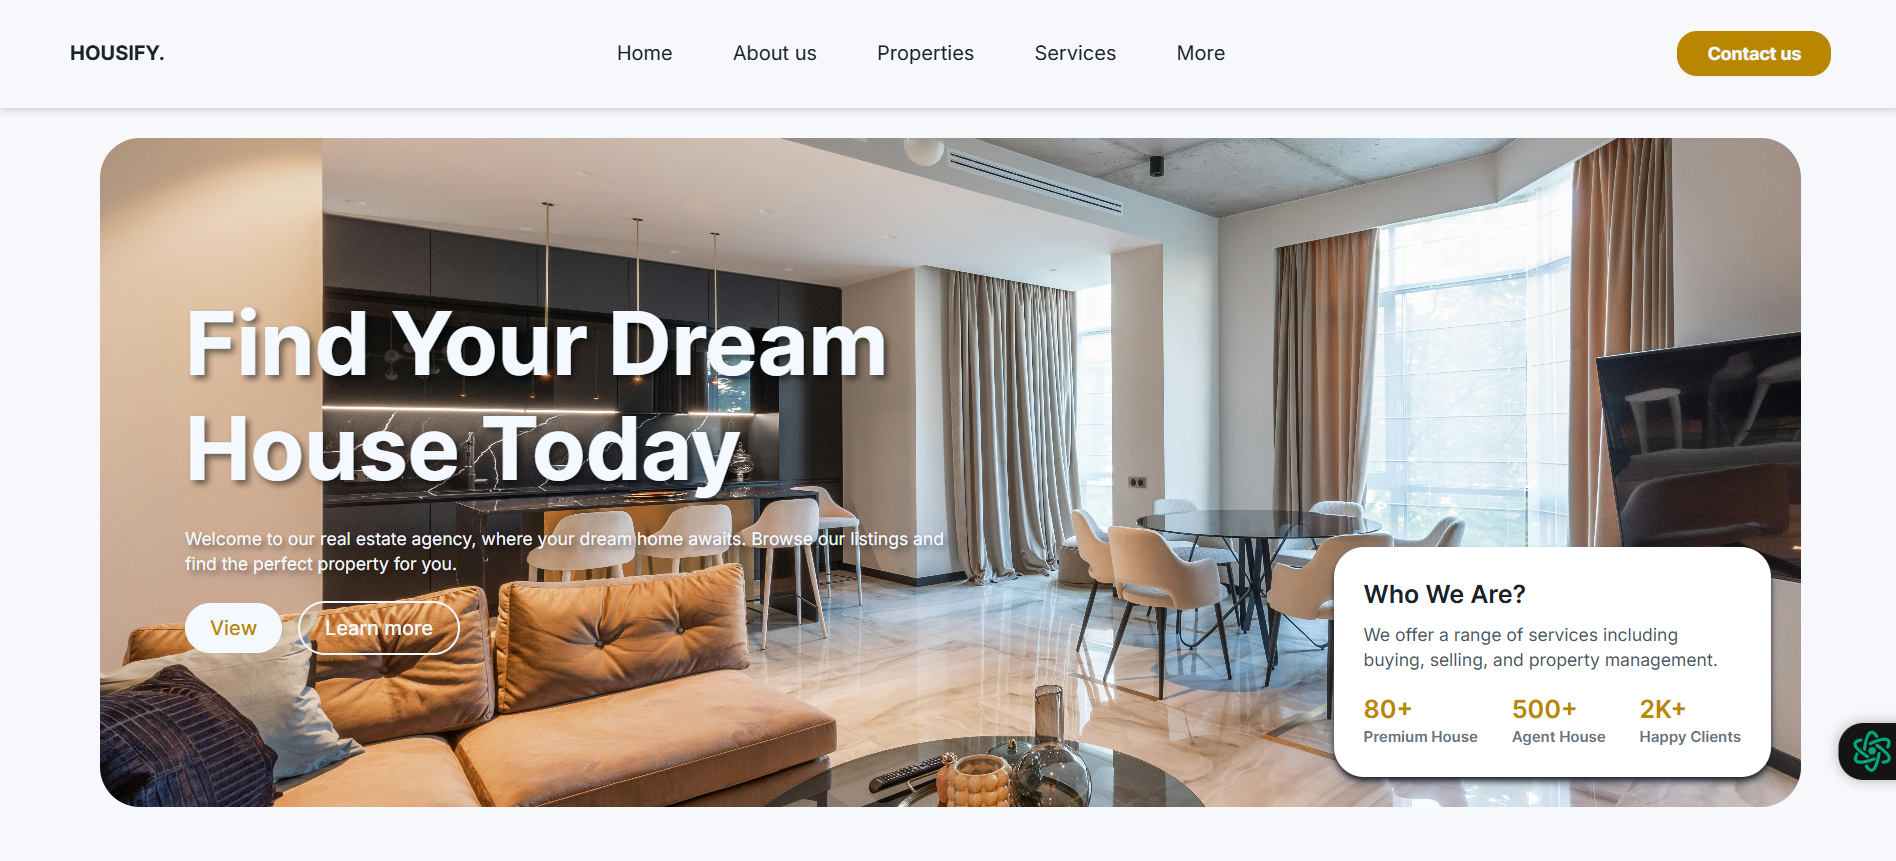 HOUSIFY.
Home About us Properties Services More
Contact us
Find Your Dream
House Today
Welcome to our real estate agency, where your dream home awaits. Browse our listings and
find the perfect property for you.
View Learn more
Who We Are?
We offer a range of services including
buying, selling, and property management.
80+ 500+ 2K+
Premium House Agent House Happy Clients